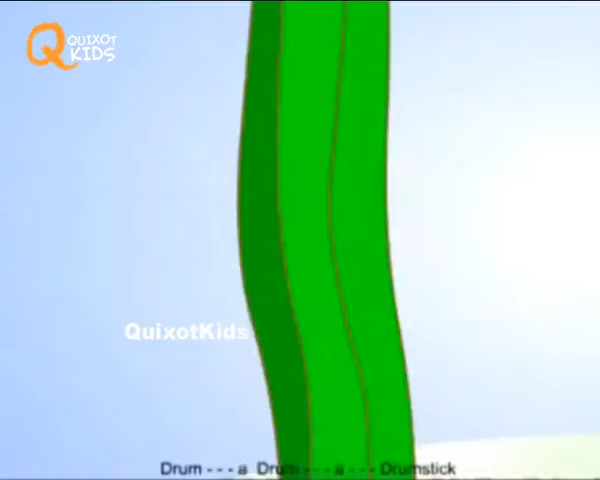 QUIXOT
KIDS
QuixotKids
Drum - - - a Drum - - - a - - - Drumstick